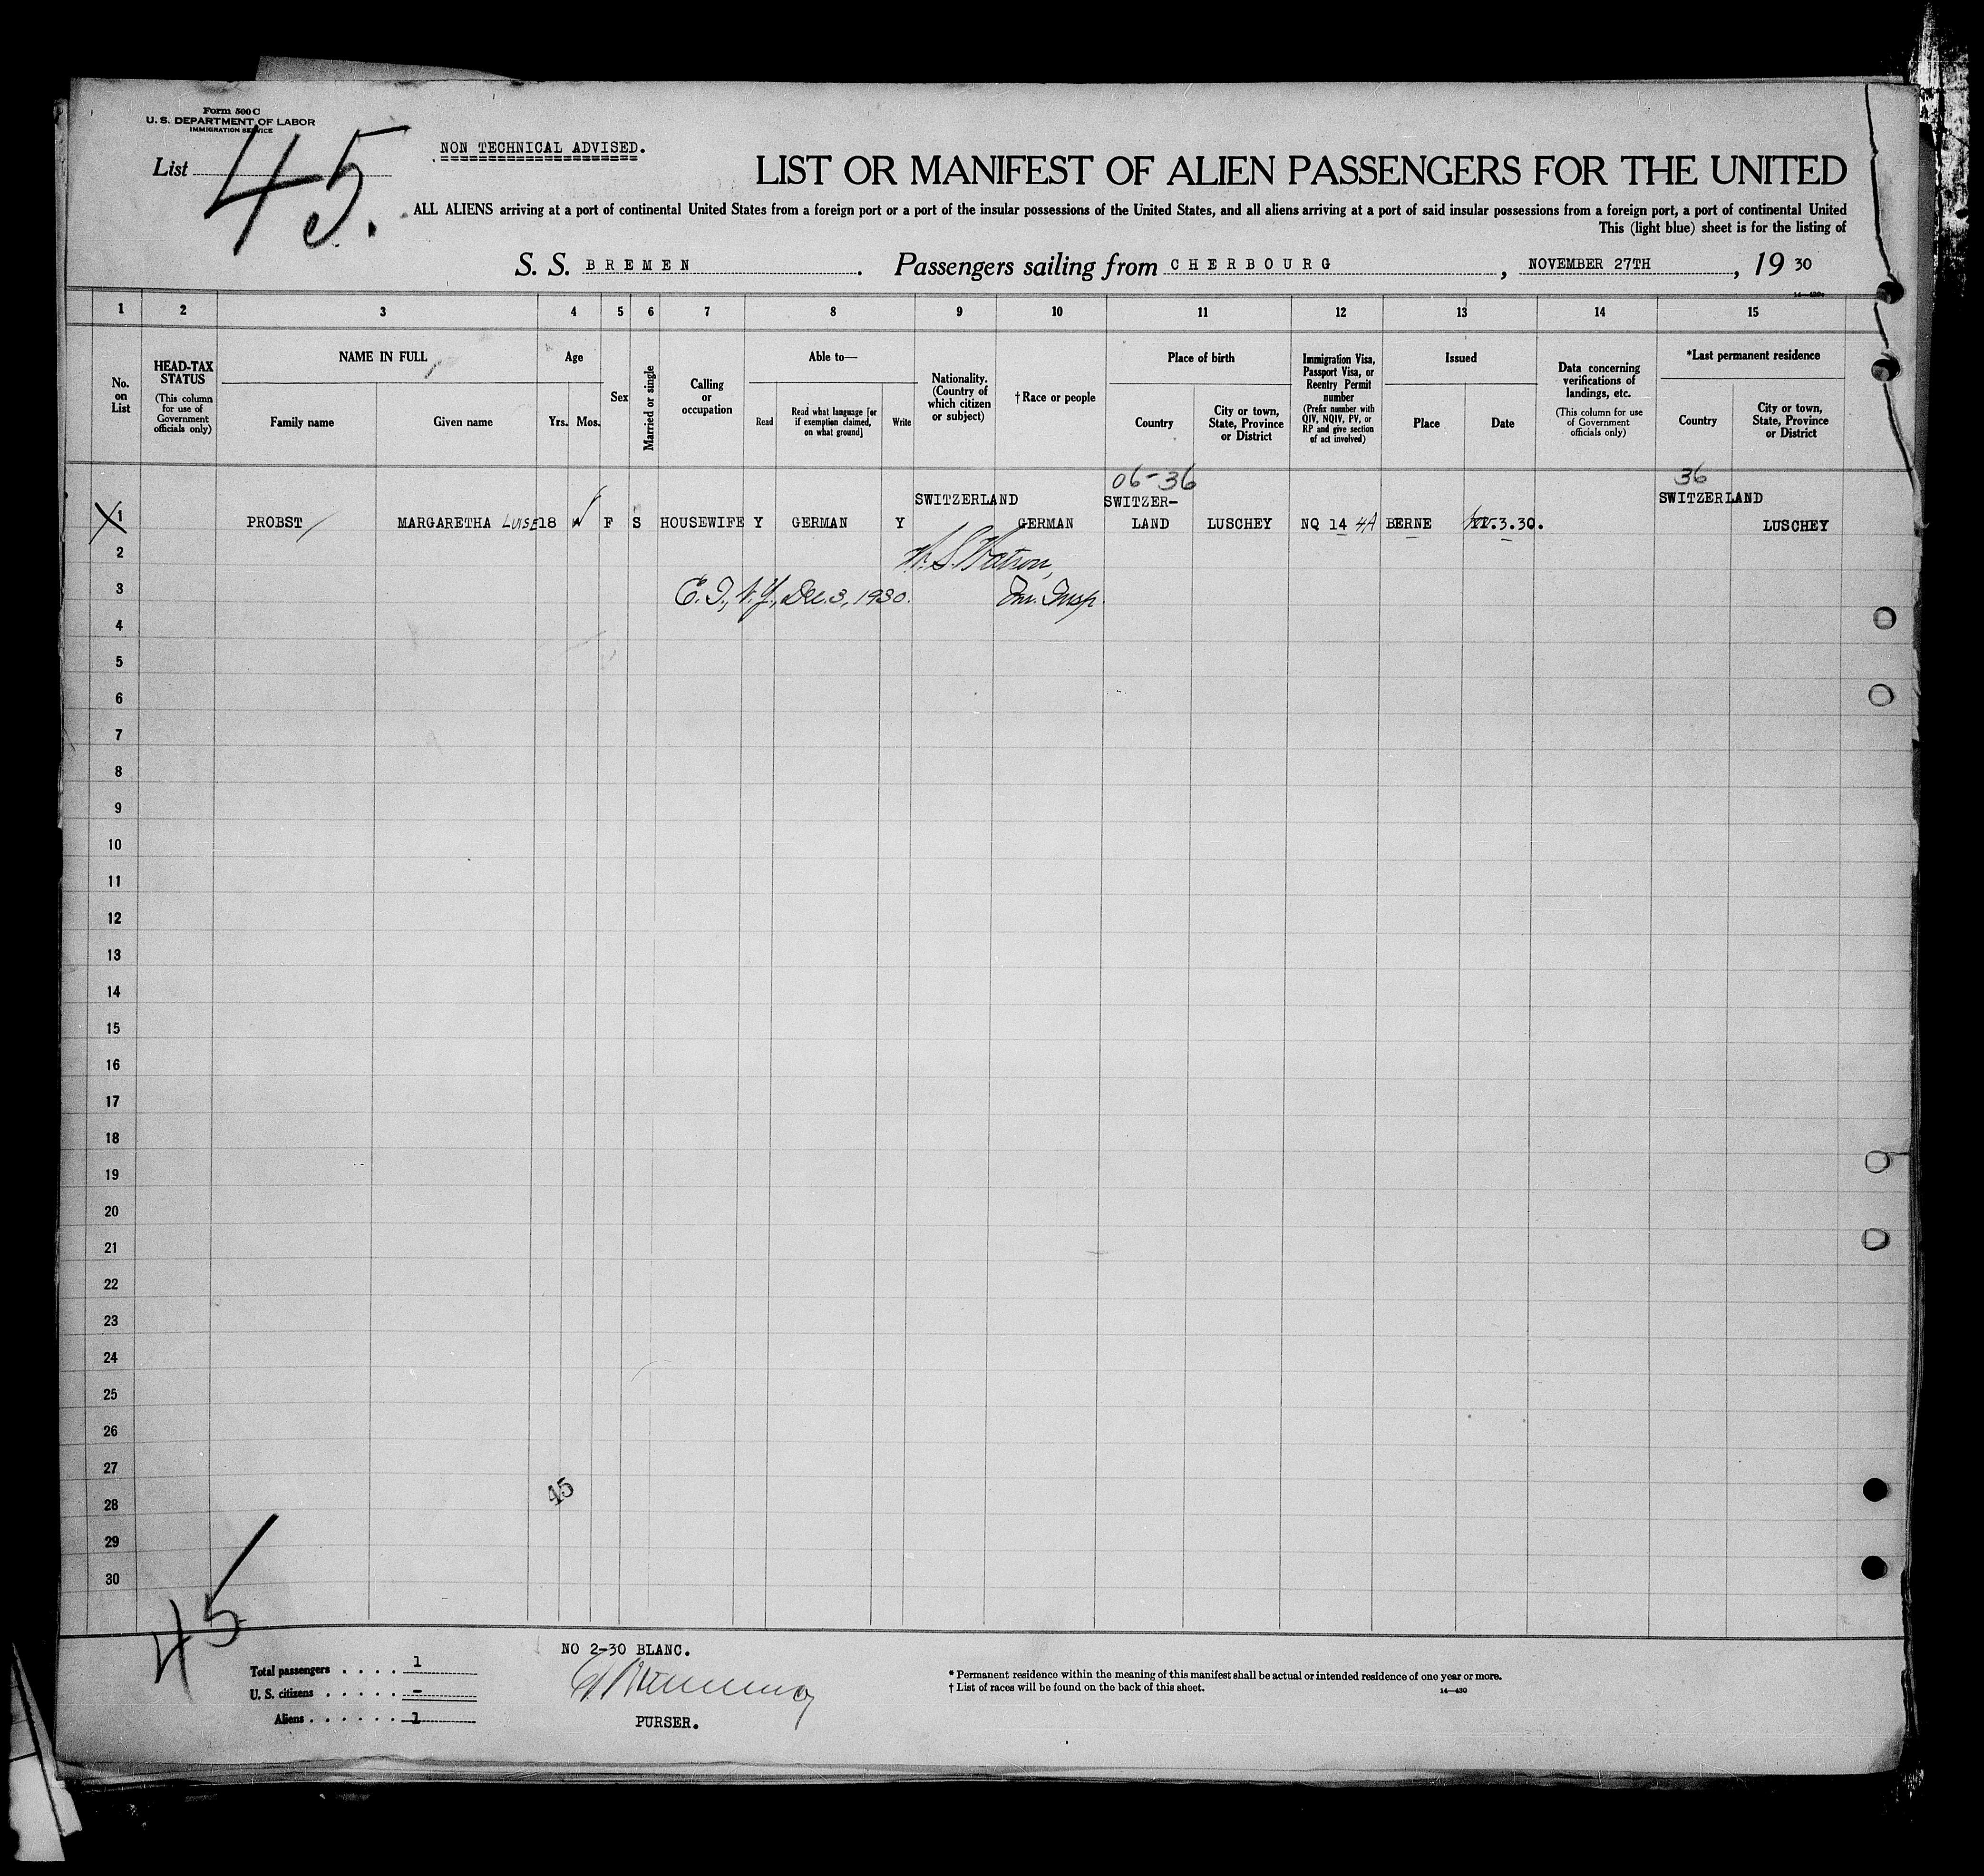 Form 500 C
U. S. DEPARTMENT OF LABOR
IMMIGRATION SERVICE
List 45.
NON TECHNICAL ADVISED.
LIST OR MANIFEST OF ALIEN PASSENGERS FOR THE UNITED
ALL ALIENS arriving at a port of continental United States from a foreign port or a port of the insular possessions of the United States, and all aliens arriving at a port of said insular possessions from a foreign port, a port of continental United
This (light blue) sheet is for the listing of
S. S. BREMEN. Passengers sailing from CHERBOURG, NOVEMBER 27TH, 19 30
1 2 3 4 5 6 7 8 9 10 11 12 13 14 15
No. on List
HEAD-TAX STATUS (This column for use of Government officials only)
NAME IN FULL
Family name Given name
Age
Yrs. Mos.
Sex
Married or single
Calling or occupation
Able to—
Read Read what language [or if exemption claimed, on what ground] Write
Nationality. (Country of which citizen or subject)
†Race or people
Place of birth
Country City or town, State, Province or District
Immigration Visa, Passport Visa, or Reentry Permit number (Prefix number with QIV, NQIV, PV, or RP and give section of act involved)
Issued
Place Date
Data concerning verifications of landings, etc. (This column for use of Government officials only)
*Last permanent residence
Country City or town, State, Province or District
06-36 36
SWITZERLAND SWITZER- SWITZERLAND
1 PROBST MARGARETHA LUISE 18 F S HOUSEWIFE Y GERMAN Y GERMAN LAND LUSCHEY NQ 14 4A BERNE .3.30. LUSCHEY
2 W. S. Watson,
3 E. I., N.Y., Dec. 3, 1930. Imm. Insp.
4
5
6
7
8
9
10
11
12
13
14
15
16
17
18
19
20
21
22
23
24
25
26
27
28 45
29
30
45
NO 2-30 BLANC.
Total passengers . . . . 1
U. S. citizens . . . . . –
Aliens . . . . . . 1
PURSER.
* Permanent residence within the meaning of this manifest shall be actual or intended residence of one year or more.
† List of races will be found on the back of this sheet.
14—430